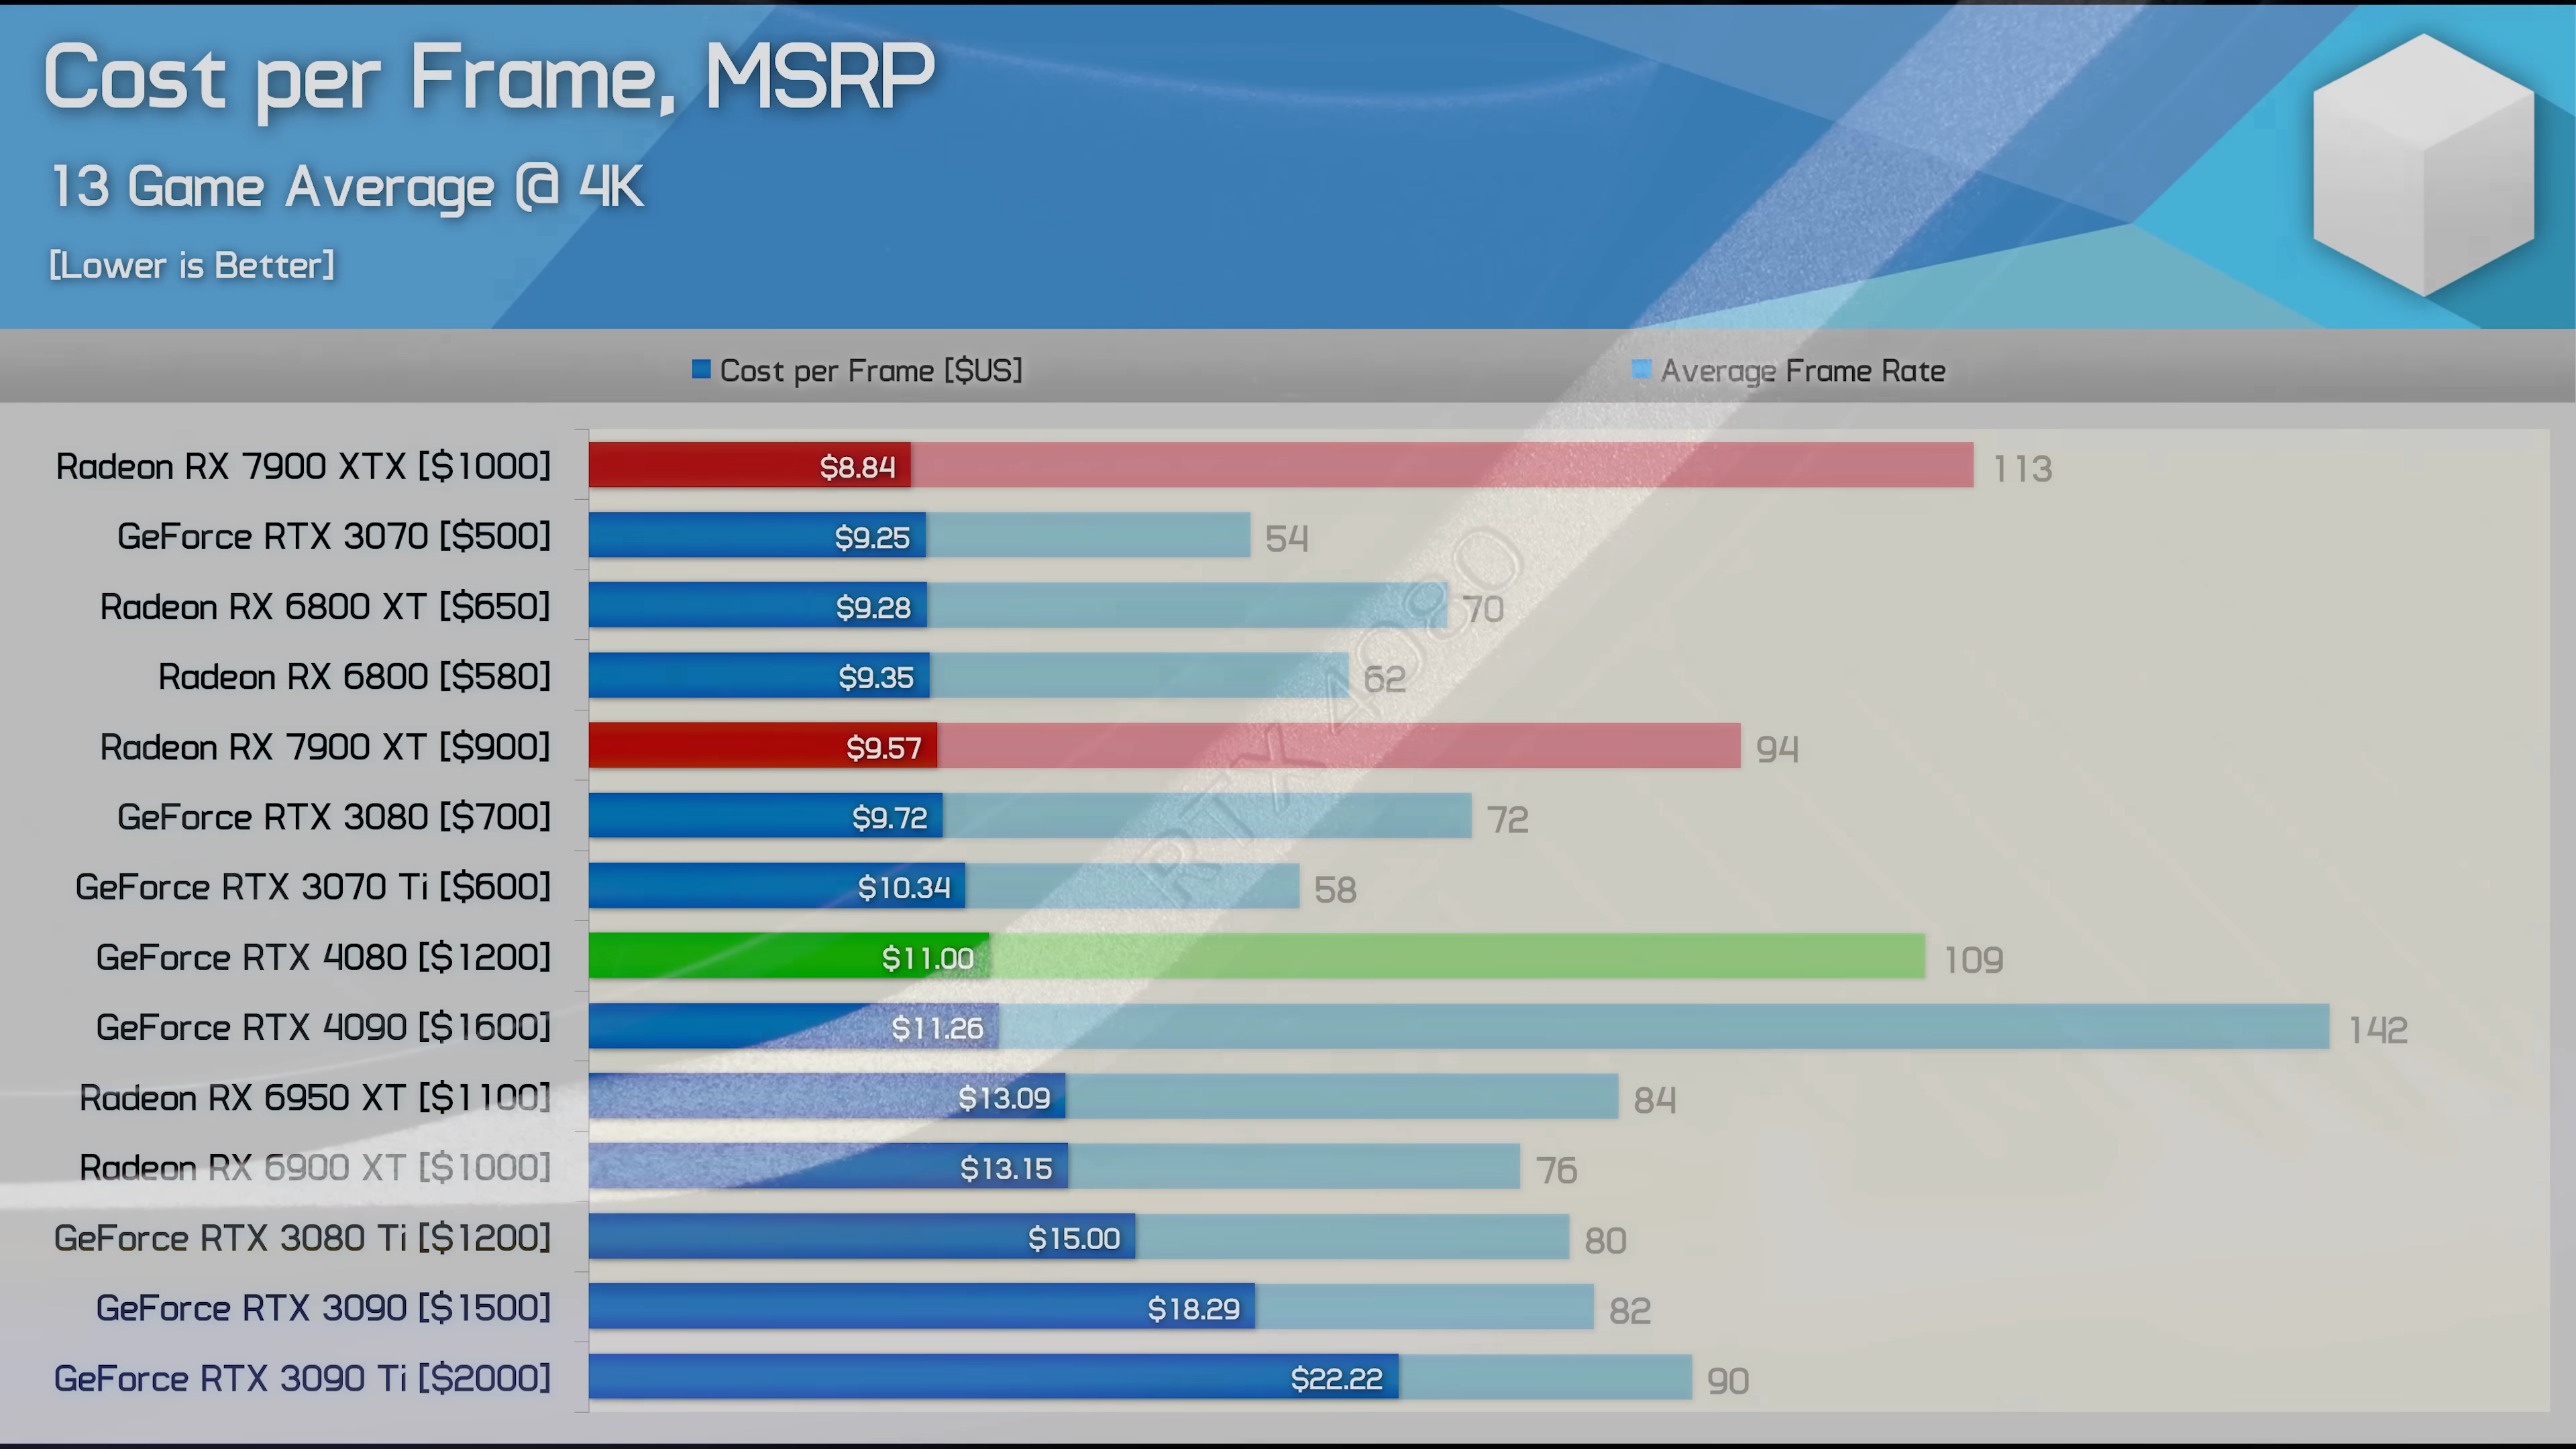 Cost per Frame, MSRP
13 Game Average @ 4K
[Lower is Better]
Cost per Frame [$US] Average Frame Rate
Radeon RX 7900 XTX [$1000] $8.84 113
GeForce RTX 3070 [$500] $9.25 54
Radeon RX 6800 XT [$650] $9.28 70
Radeon RX 6800 [$580] $9.35 62
Radeon RX 7900 XT [$900] $9.57 94
GeForce RTX 3080 [$700] $9.72 72
GeForce RTX 3070 Ti [$600] $10.34 58
GeForce RTX 4080 [$1200] $11.00 109
GeForce RTX 4090 [$1600] $11.26 142
Radeon RX 6950 XT [$1100] $13.09 84
Radeon RX 6900 XT [$1000] $13.15 76
GeForce RTX 3080 Ti [$1200] $15.00 80
GeForce RTX 3090 [$1500] $18.29 82
GeForce RTX 3090 Ti [$2000] $22.22 90
RTX 4080